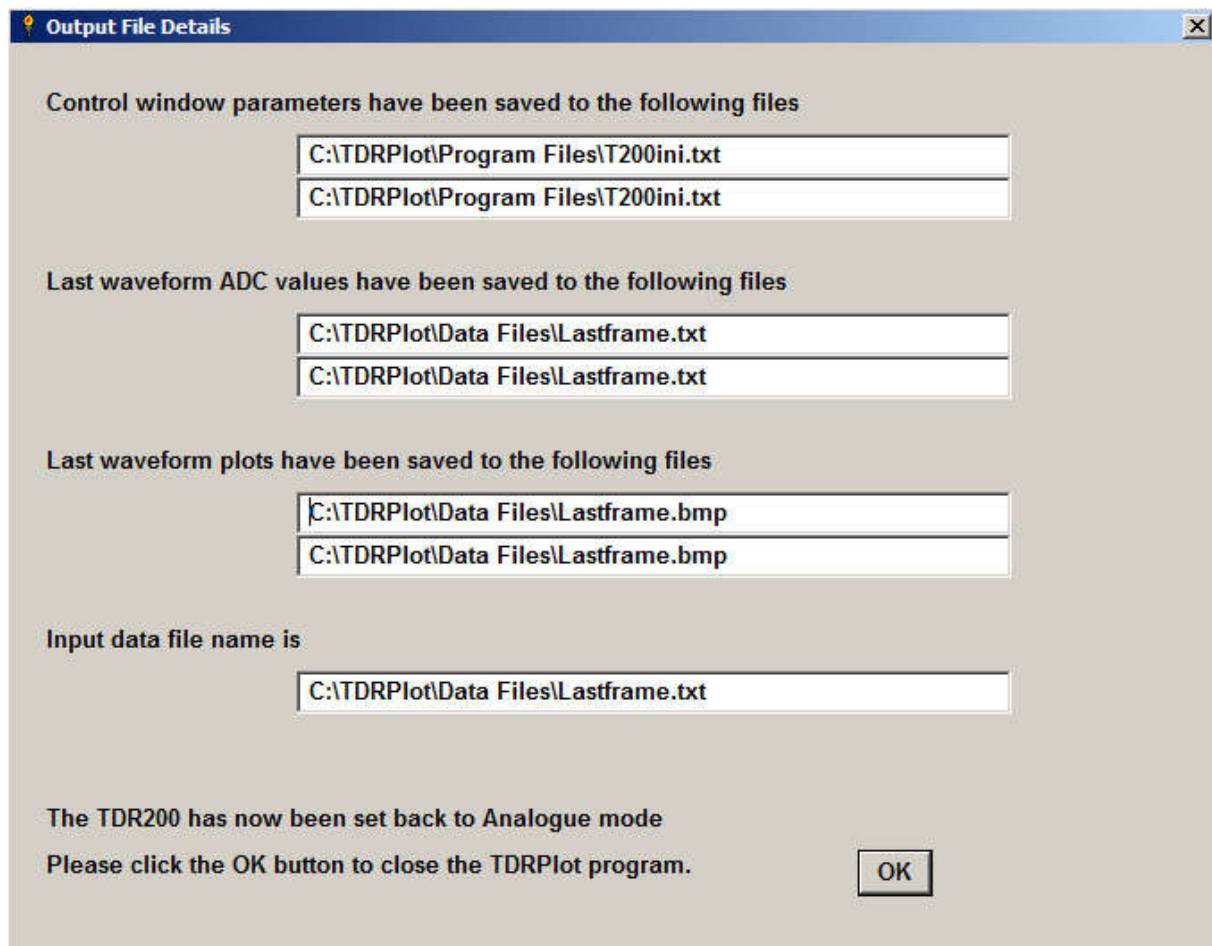 Output File Details
Control window parameters have been saved to the following files
C:\TDRPlot\Program Files\T200ini.txt
C:\TDRPlot\Program Files\T200ini.txt
Last waveform ADC values have been saved to the following files
C:\TDRPlot\Data Files\Lastframe.txt
C:\TDRPlot\Data Files\Lastframe.txt
Last waveform plots have been saved to the following files
C:\TDRPlot\Data Files\Lastframe.bmp
C:\TDRPlot\Data Files\Lastframe.bmp
Input data file name is
C:\TDRPlot\Data Files\Lastframe.txt
The TDR200 has now been set back to Analogue mode
Please click the OK button to close the TDRPlot program.
OK